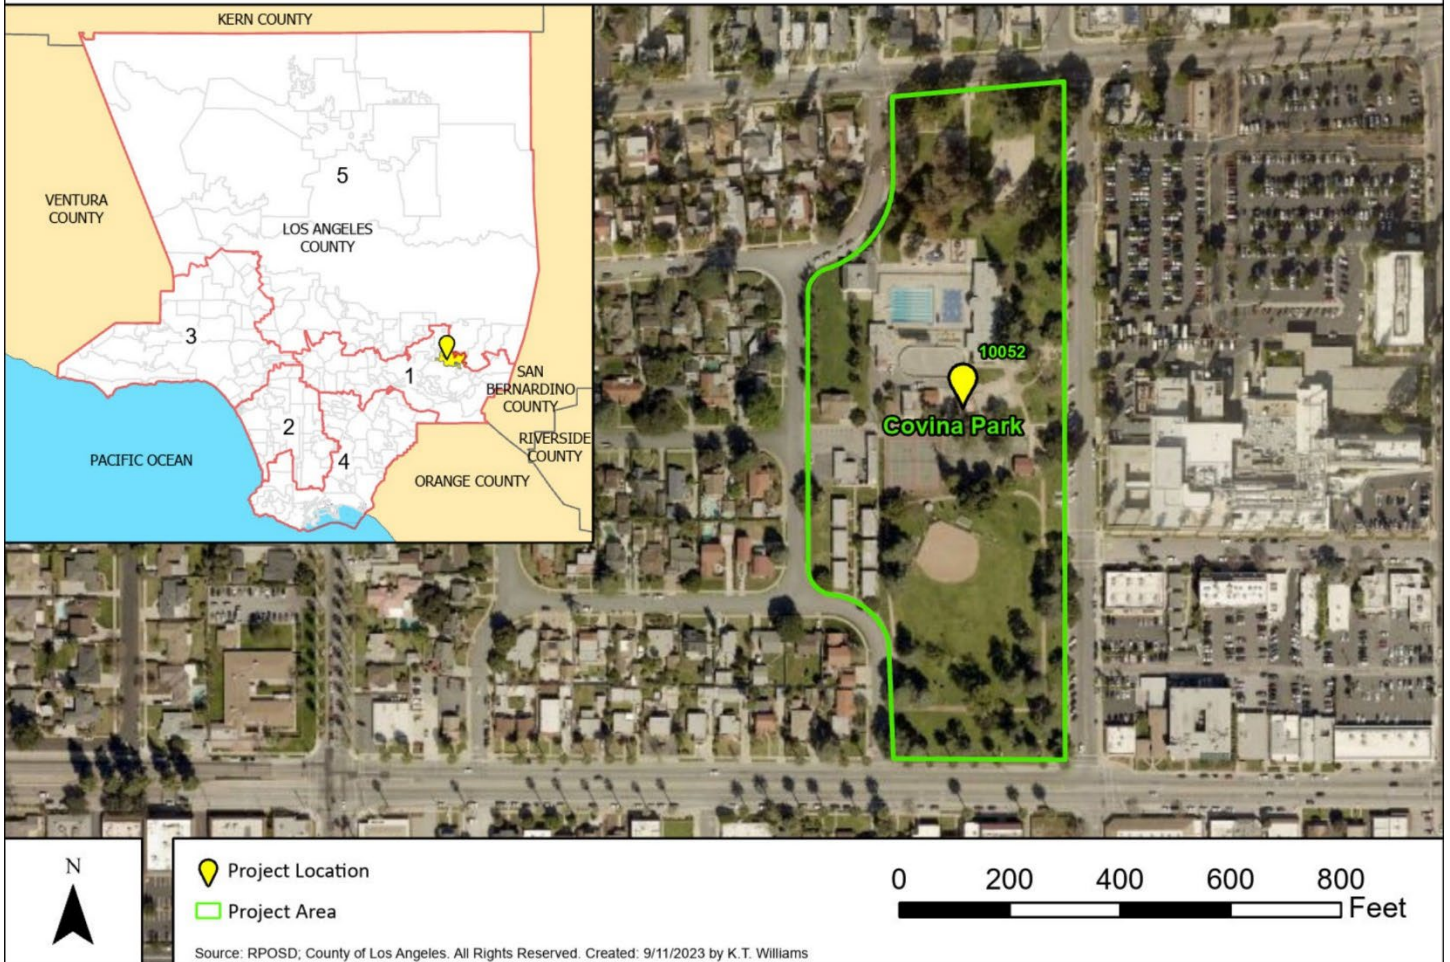 KERN COUNTY
5
VENTURA
COUNTY
LOS ANGELES
COUNTY
3
1
SAN
BERNARDINO
COUNTY
2
RIVERSIDE
COUNTY
4
PACIFIC OCEAN
ORANGE COUNTY
10052
Covina Park
N
Project Location
Project Area
0 200 400 600 800
Feet
Source: RPOSD; County of Los Angeles. All Rights Reserved. Created: 9/11/2023 by K.T. Williams